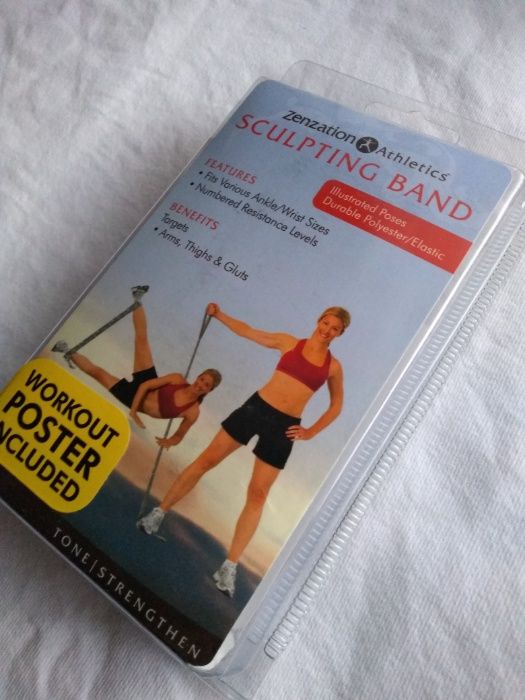 Zenzation Athletics
SCULPTING BAND
Illustrated Poses
Durable Polyester/Elastic
FEATURES
• Fits Various Ankle/Wrist Sizes
• Numbered Resistance Levels
BENEFITS
Targets
• Arms, Thighs & Gluts
WORKOUT
POSTER
INCLUDED
TONE|STRENGTHEN